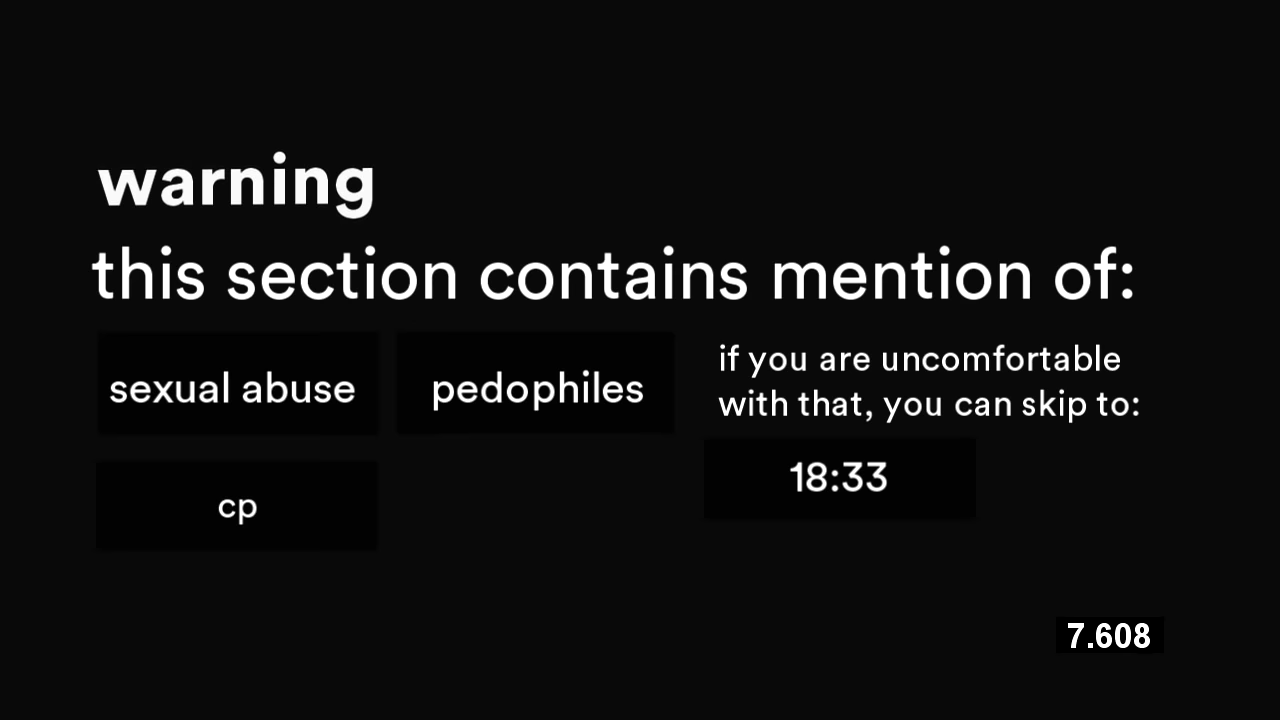 warning
this section contains mention of:
sexual abuse
pedophiles
cp
if you are uncomfortable
with that, you can skip to:
18:33
7.608